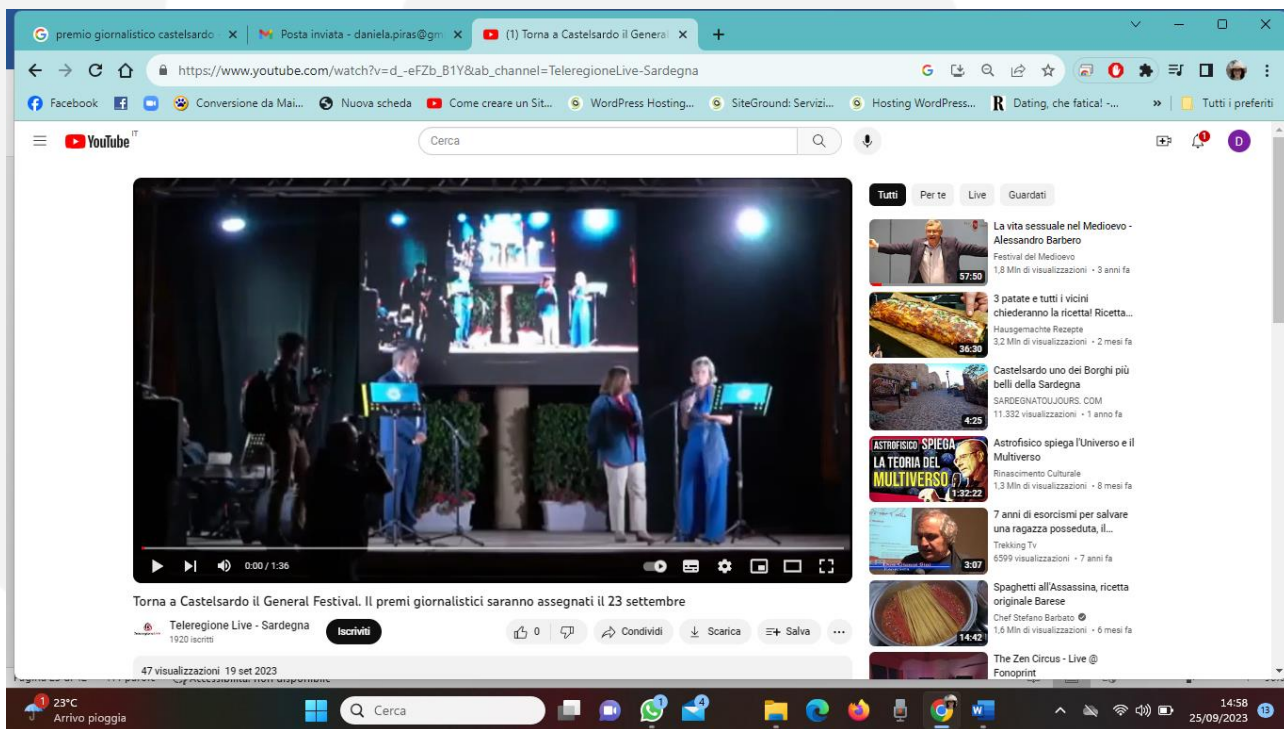 premio giornalistico castelsardo
Posta inviata - daniela.piras@gm
(1) Torna a Castelsardo il General
https://www.youtube.com/watch?v=d_-eFZb_B1Y&ab_channel=TeleregioneLive-Sardegna
Facebook Conversione da Mai... Nuova scheda Come creare un Sit... WordPress Hosting... SiteGround: Servizi... Hosting WordPress... Dating, che fatica! -... » Tutti i preferiti
YouTube IT
Cerca
1
D
Tutti Per te Live Guardati
La vita sessuale nel Medioevo -
Alessandro Barbero
Festival del Medioevo
1,8 Mln di visualizzazioni • 3 anni fa
57:50
3 patate e tutti i vicini
chiederanno la ricetta! Ricetta...
Hausgemachte Rezepte
3,2 Mln di visualizzazioni • 2 mesi fa
36:30
Castelsardo uno dei Borghi più
belli della Sardegna
SARDEGNATOUJOURS. COM
11.332 visualizzazioni • 1 anno fa
4:25
ASTROFISICO SPIEGA
LA TEORIA DEL
MULTIVERSO
1:32:22
Astrofisico spiega l'Universo e il
Multiverso
Rinascimento Culturale
1,3 Mln di visualizzazioni • 8 mesi fa
7 anni di esorcismi per salvare
una ragazza posseduta, il...
Trekking Tv
6599 visualizzazioni • 7 anni fa
3:07
Spaghetti all'Assassina, ricetta
originale Barese
Chef Stefano Barbato
1,6 Mln di visualizzazioni • 6 mesi fa
14:42
The Zen Circus - Live @
Fonoprint
0:00 / 1:36
Torna a Castelsardo il General Festival. Il premi giornalistici saranno assegnati il 23 settembre
Teleregione Live - Sardegna
1920 iscritti
Iscriviti
0 Condividi Scarica Salva ...
47 visualizzazioni 19 set 2023
1
23°C
Arrivo pioggia
Cerca
1
4
14:58
25/09/2023
13